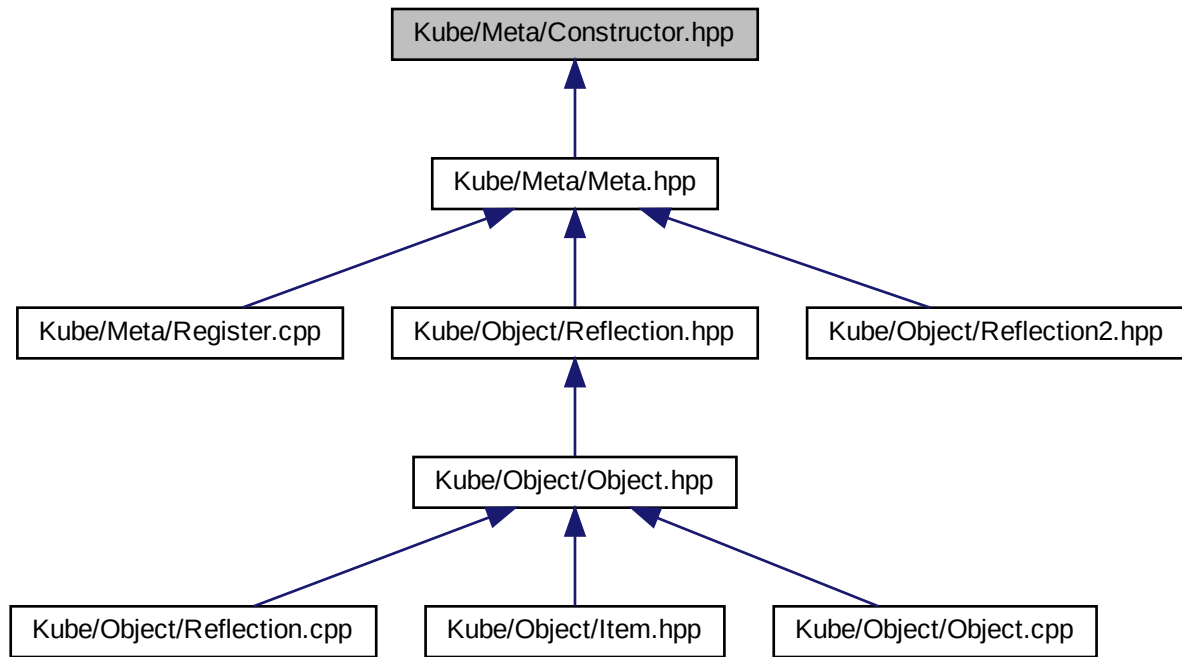 Kube/Meta/Constructor.hpp
Kube/Meta/Meta.hpp
Kube/Meta/Register.cpp
Kube/Object/Reflection.hpp
Kube/Object/Reflection2.hpp
Kube/Object/Object.hpp
Kube/Object/Reflection.cpp
Kube/Object/Item.hpp
Kube/Object/Object.cpp